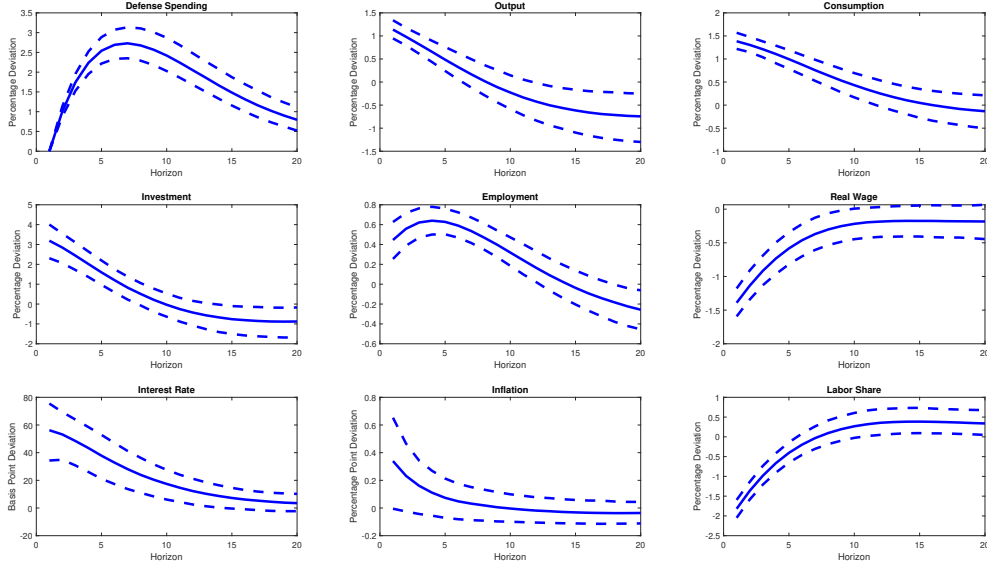 Defense Spending
Percentage Deviation
3.5
3
2.5
2
1.5
1
0.5
0
0 5 10 15 20
Horizon
Output
Percentage Deviation
1.5
1
0.5
0
-0.5
-1
-1.5
0 5 10 15 20
Horizon
Consumption
Percentage Deviation
2
1.5
1
0.5
0
-0.5
-1
0 5 10 15 20
Horizon
Investment
Percentage Deviation
5
4
3
2
1
0
-1
-2
0 5 10 15 20
Horizon
Employment
Percentage Deviation
0.8
0.6
0.4
0.2
0
-0.2
-0.4
-0.6
0 5 10 15 20
Horizon
Real Wage
Percentage Deviation
0
-0.5
-1
-1.5
-2
0 5 10 15 20
Horizon
Interest Rate
Basis Point Deviation
80
60
40
20
0
-20
0 5 10 15 20
Horizon
Inflation
Percentage Point Deviation
0.8
0.6
0.4
0.2
0
-0.2
0 5 10 15 20
Horizon
Labor Share
Percentage Deviation
1
0.5
0
-0.5
-1
-1.5
-2
-2.5
0 5 10 15 20
Horizon